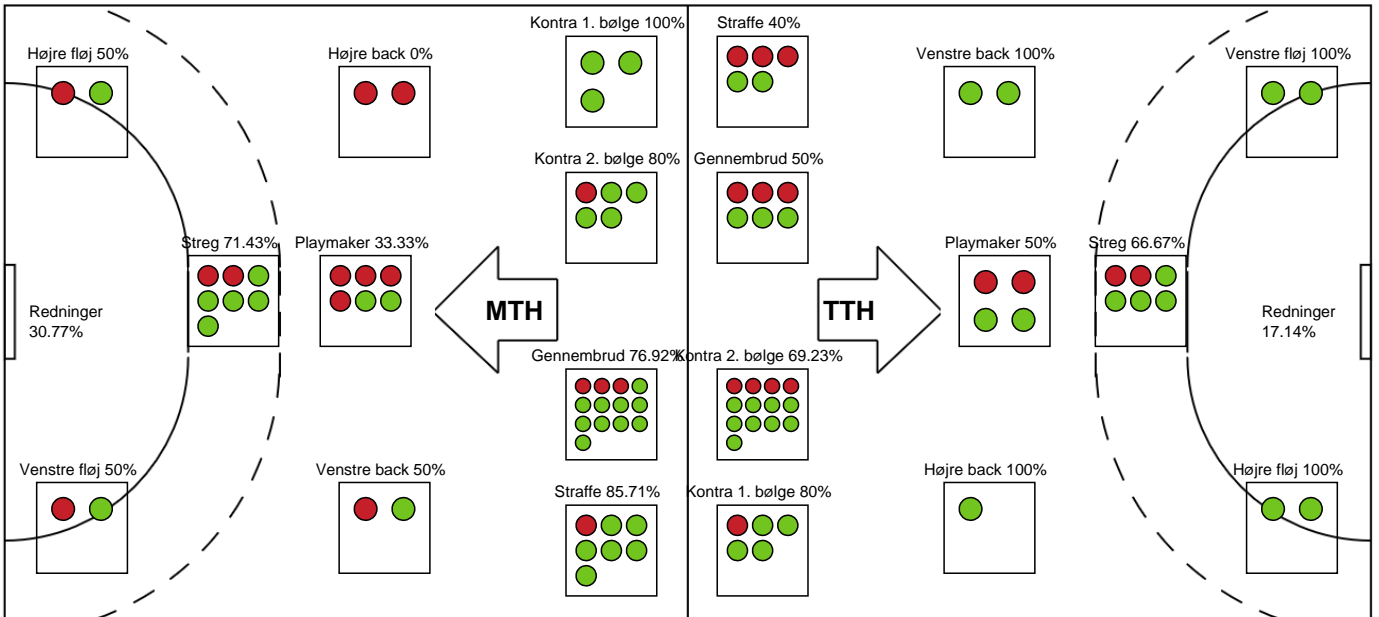 Kontra 1. bølge 100%
Straffe 40%
Højre fløj 50%
Højre back 0%
Venstre back 100%
Venstre fløj 100%
Kontra 2. bølge 80%
Gennembrud 50%
Streg 71.43%
Playmaker 33.33%
Playmaker 50%
Streg 66.67%
MTH
TTH
Redninger
30.77%
Redninger
17.14%
Gennembrud 76.92%
Kontra 2. bølge 69.23%
Venstre fløj 50%
Venstre back 50%
Højre back 100%
Højre fløj 100%
Straffe 85.71%
Kontra 1. bølge 80%